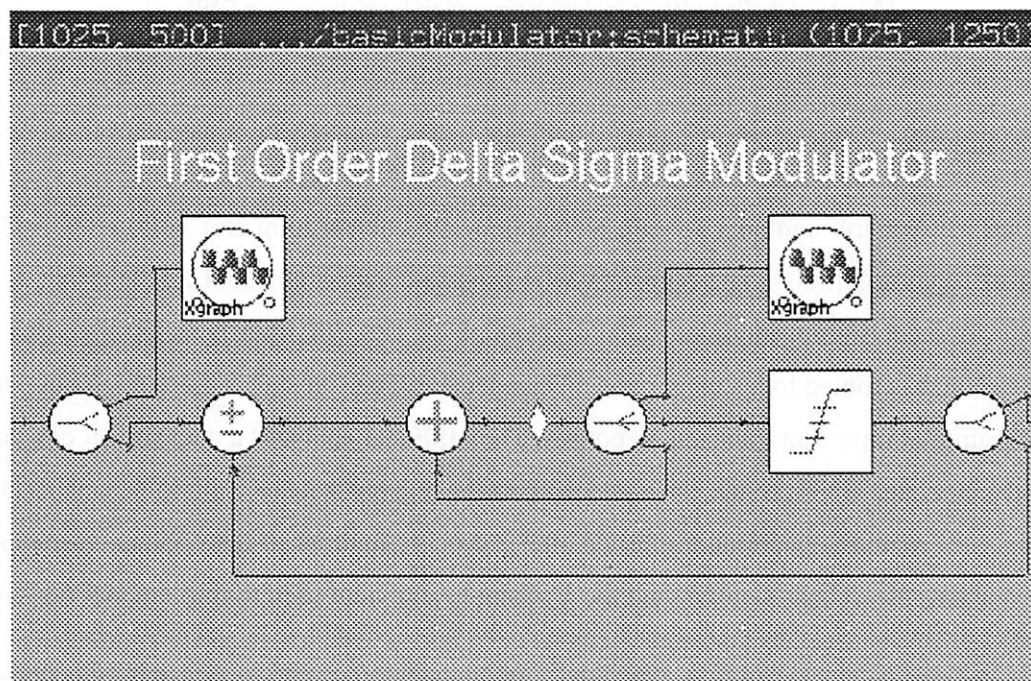 [1025, 500] .../basicModulator:schematic (1075, 1250)
First Order Delta Sigma Modulator
Xgraph
Xgraph